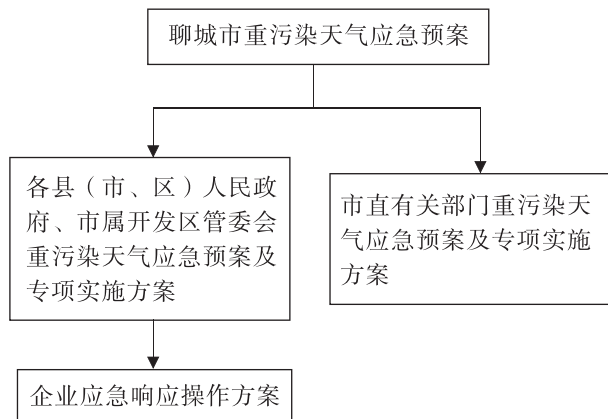 聊城市重污染天气应急预案
各县（市、区）人民政
府、市属开发区管委会
重污染天气应急预案及
专项实施方案
市直有关部门重污染天
气应急预案及专项实施
方案
企业应急响应操作方案